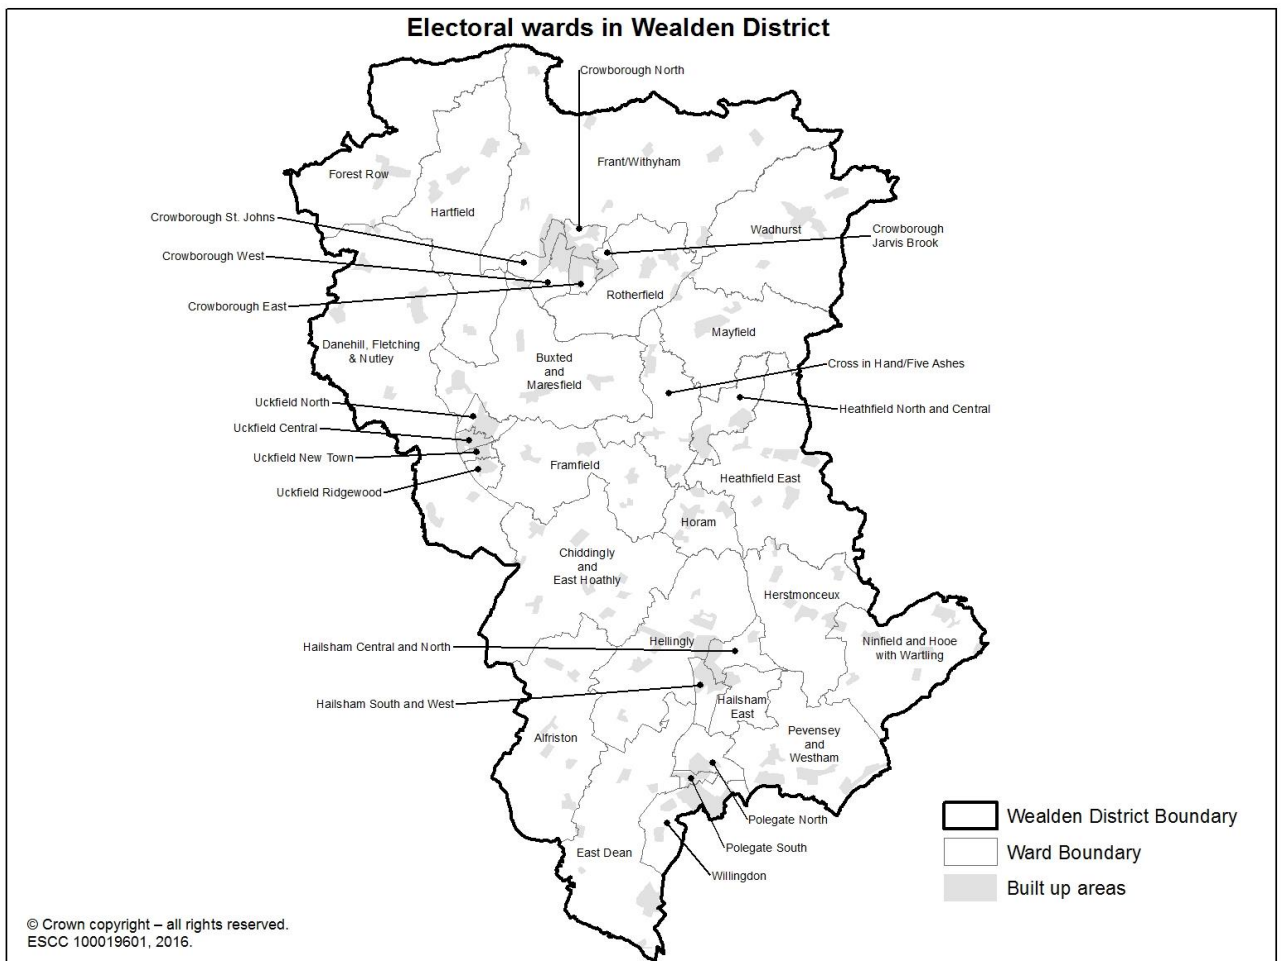 Electoral wards in Wealden District
Crowborough North
Frant/Withyham
Forest Row
Hartfield
Crowborough St. Johns
Wadhurst
Crowborough
Jarvis Brook
Crowborough West
Rotherfield
Crowborough East
Mayfield
Danehill, Fletching
& Nutley
Buxted
and
Maresfield
Cross in Hand/Five Ashes
Uckfield North
Heathfield North and Central
Uckfield Central
Uckfield New Town
Framfield
Heathfield East
Uckfield Ridgewood
Horam
Chiddingly
and
East Hoathly
Herstmonceux
Hellingly
Ninfield and Hooe
with Wartling
Hailsham Central and North
Hailsham South and West
Hailsham
East
Alfriston
Pevensey
and
Westham
Polegate North
Polegate South
East Dean
Willingdon
Wealden District Boundary
Ward Boundary
Built up areas
© Crown copyright – all rights reserved.
ESCC 100019601, 2016.